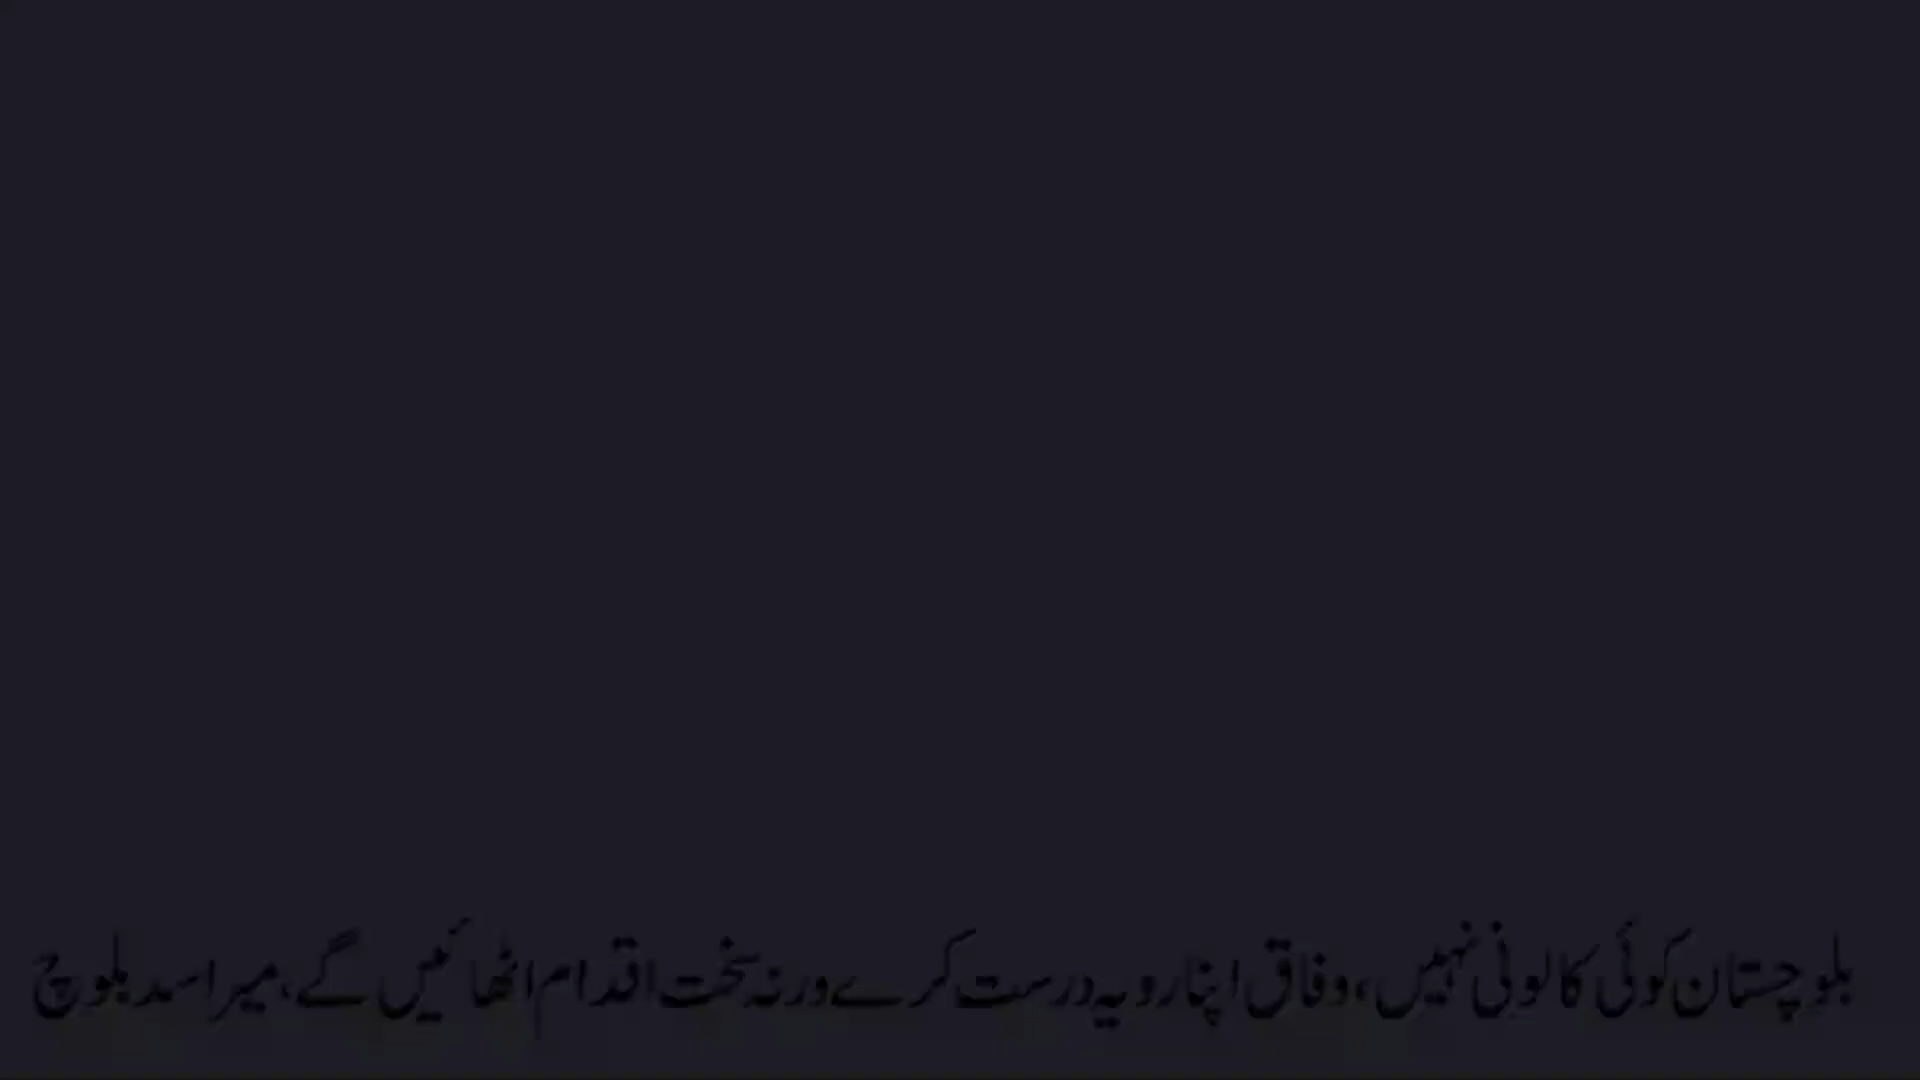 بلوچستان کوئی کالونی نہیں، وفاق اپنا رویہ درست کرے ورنہ سخت اقدام اٹھائیں گے، میر اسد بلوچ